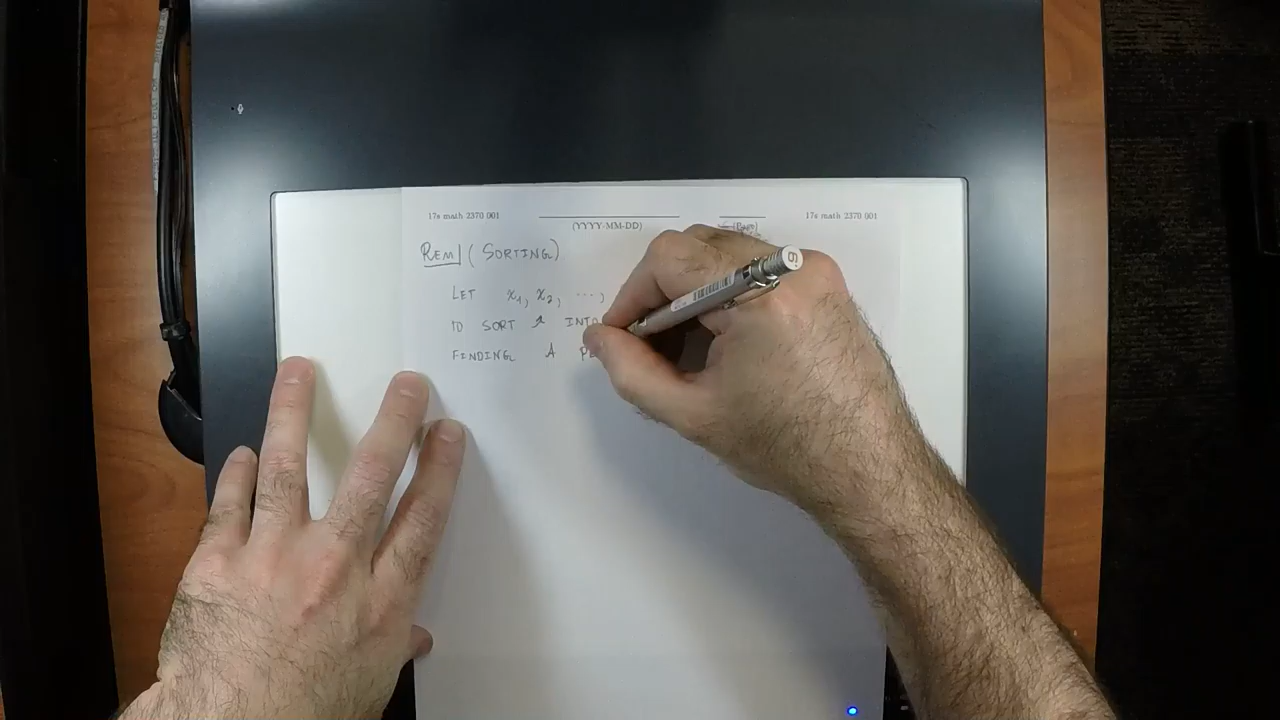 17s math 2370 001 17s math 2370 001
(YYYY-MM-DD)
REM (SORTING)
LET x₁, x₂, ...,
TO SORT x INTO
FINDING A PE